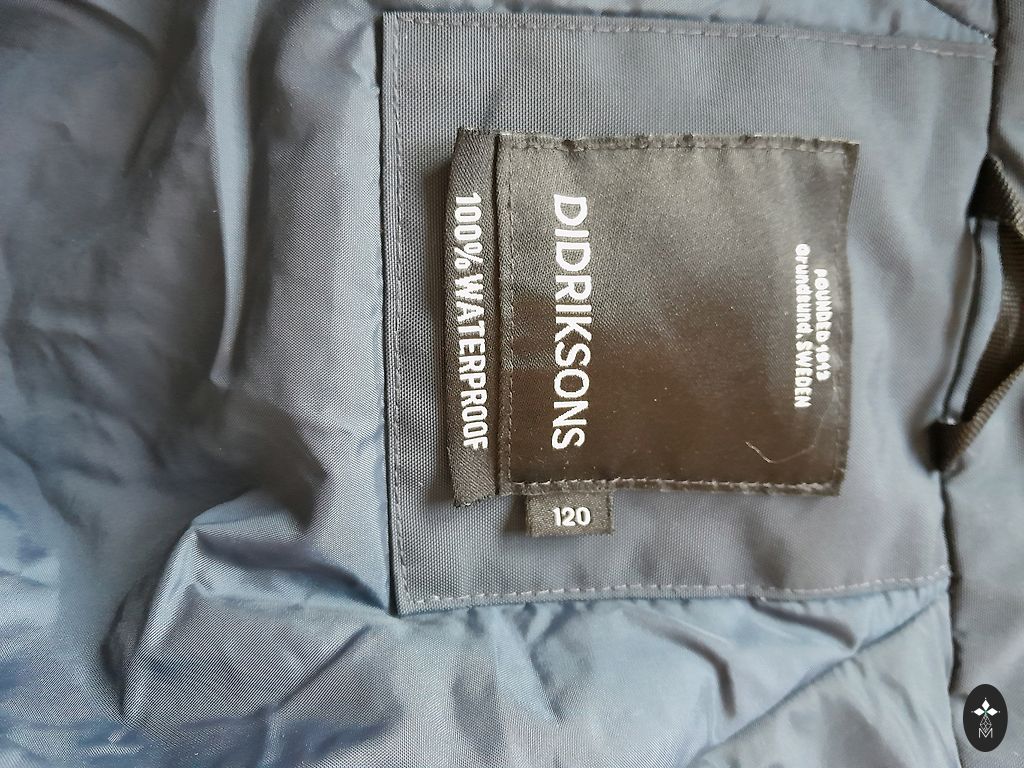 FOUNDED 1913
Grundsund, SWEDEN
DIDRIKSONS
100% WATERPROOF
120
M